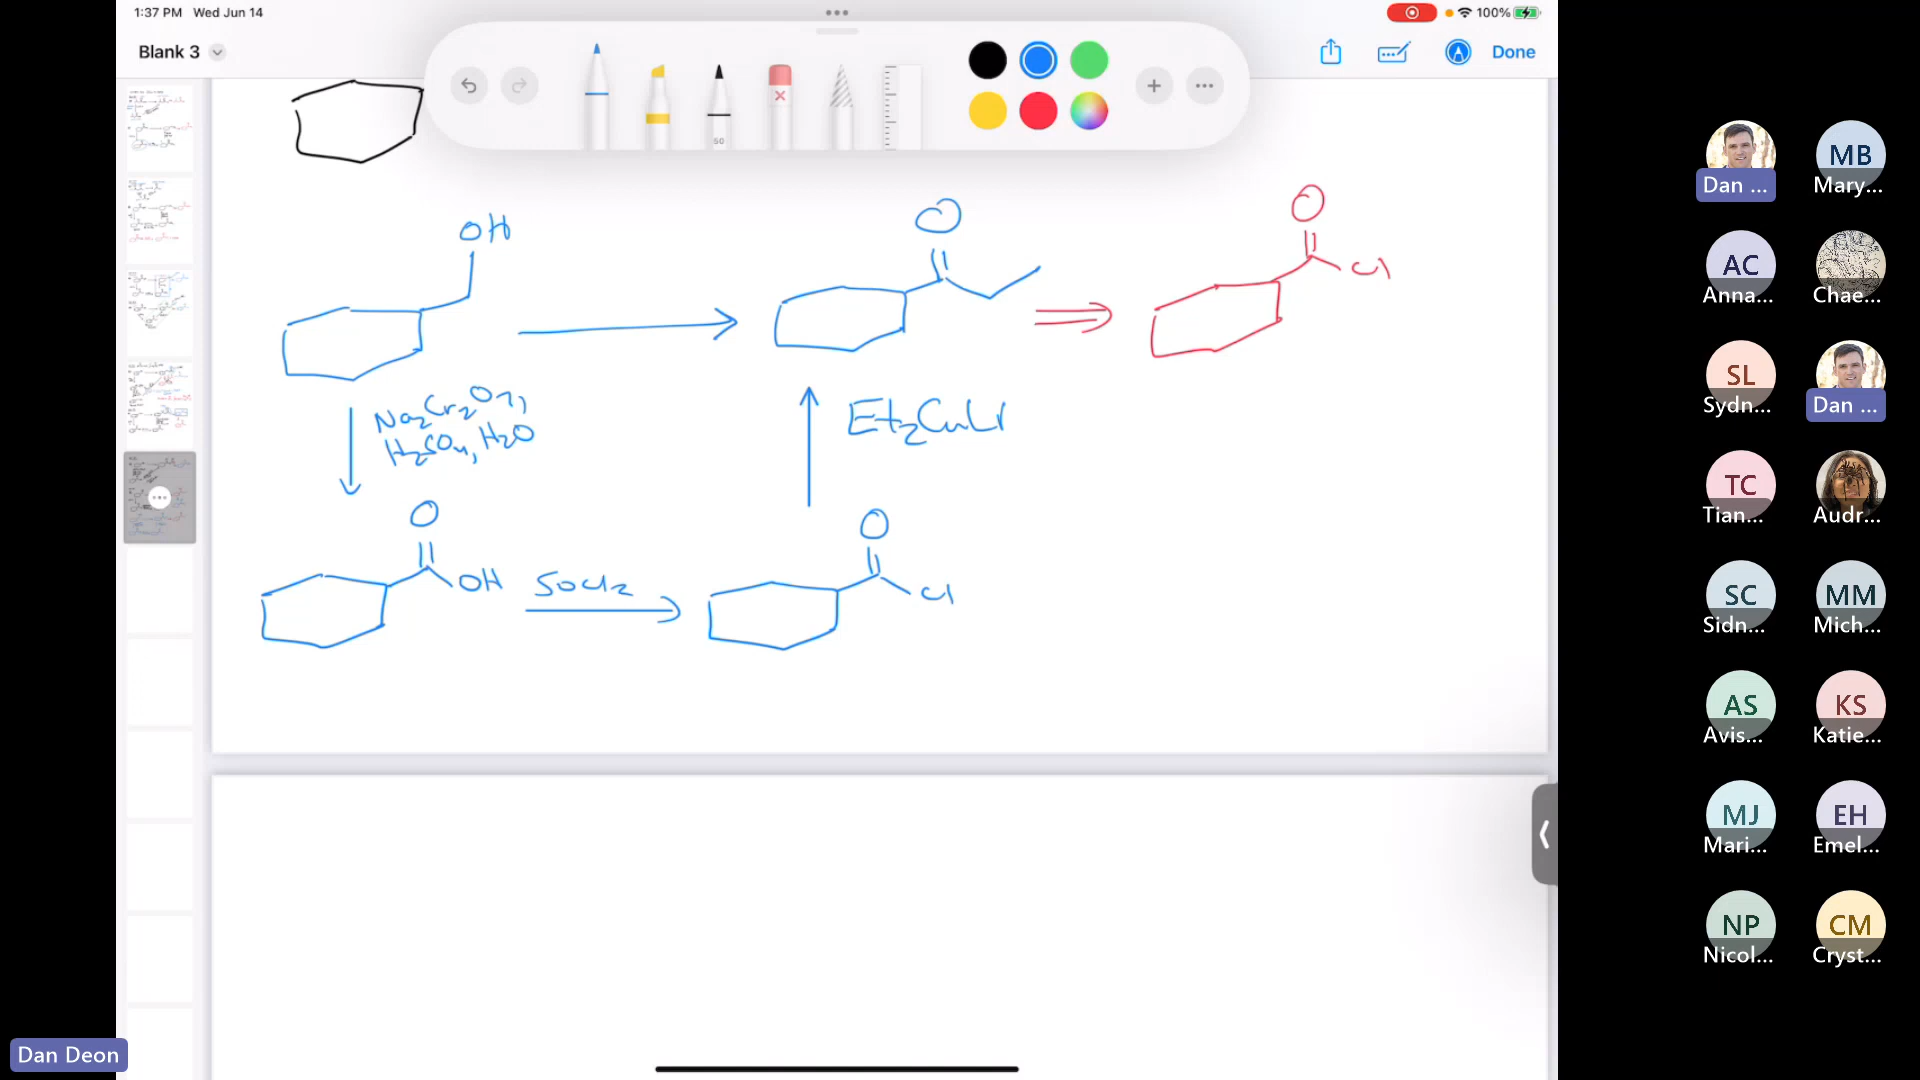 1:37 PM Wed Jun 14
100%
Blank 3
Done
50
OH
O
O
Cl
Na2Cr2O7,
H2SO4, H2O
Et2CuLi
O
OH
SOCl2
O
Cl
Dan ...
MB
Mary...
AC
Anna...
Chae...
SL
Sydn...
Dan ...
TC
Tian...
Audr...
SC
Sidn...
MM
Mich...
AS
Avis...
KS
Katie...
MJ
Mari...
EH
Emel...
NP
Nicol...
CM
Cryst...
Dan Deon